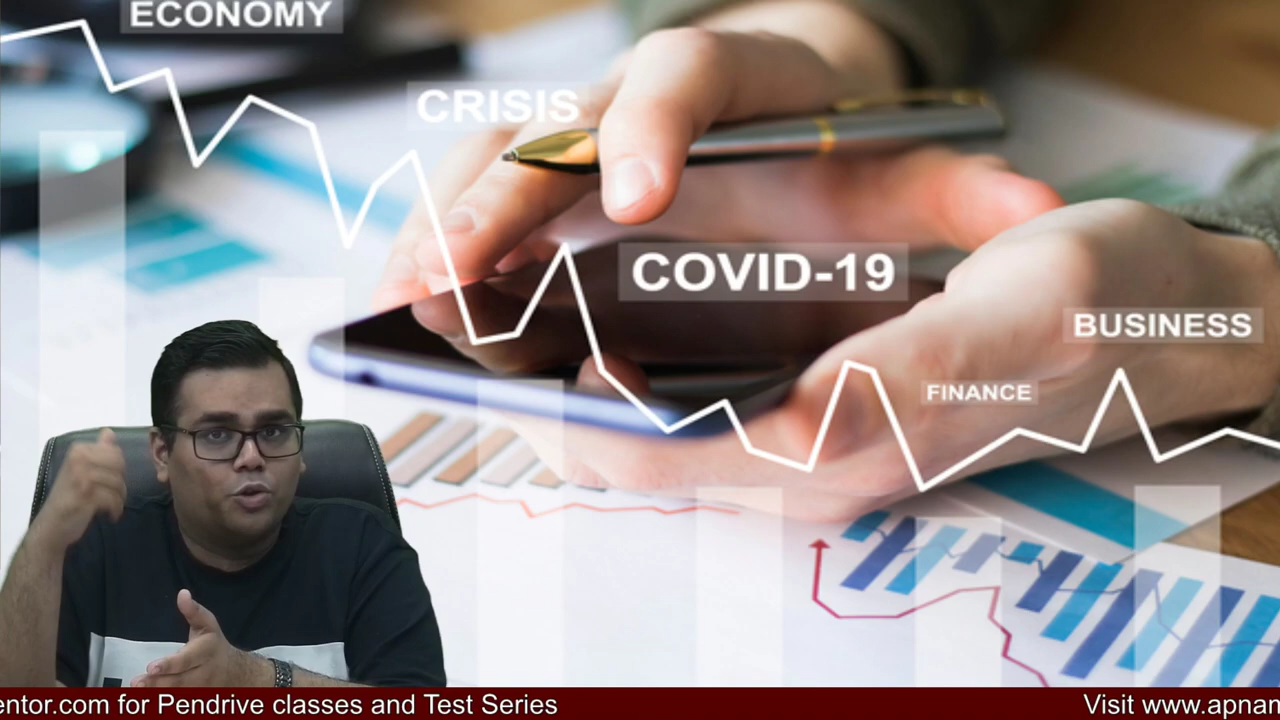 ECONOMY
CRISIS
COVID-19
BUSINESS
FINANCE
entor.com for Pendrive classes and Test Series
Visit www.apnam